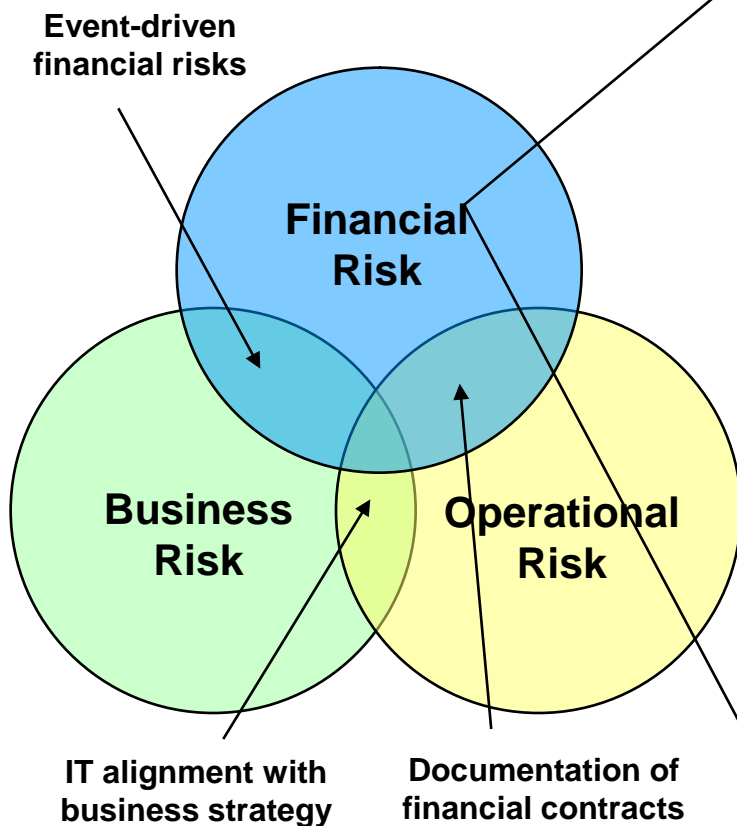 Event-driven
financial risks
Financial
Risk
Business
Risk
Operational
Risk
IT alignment with
business strategy
Documentation of
financial contracts